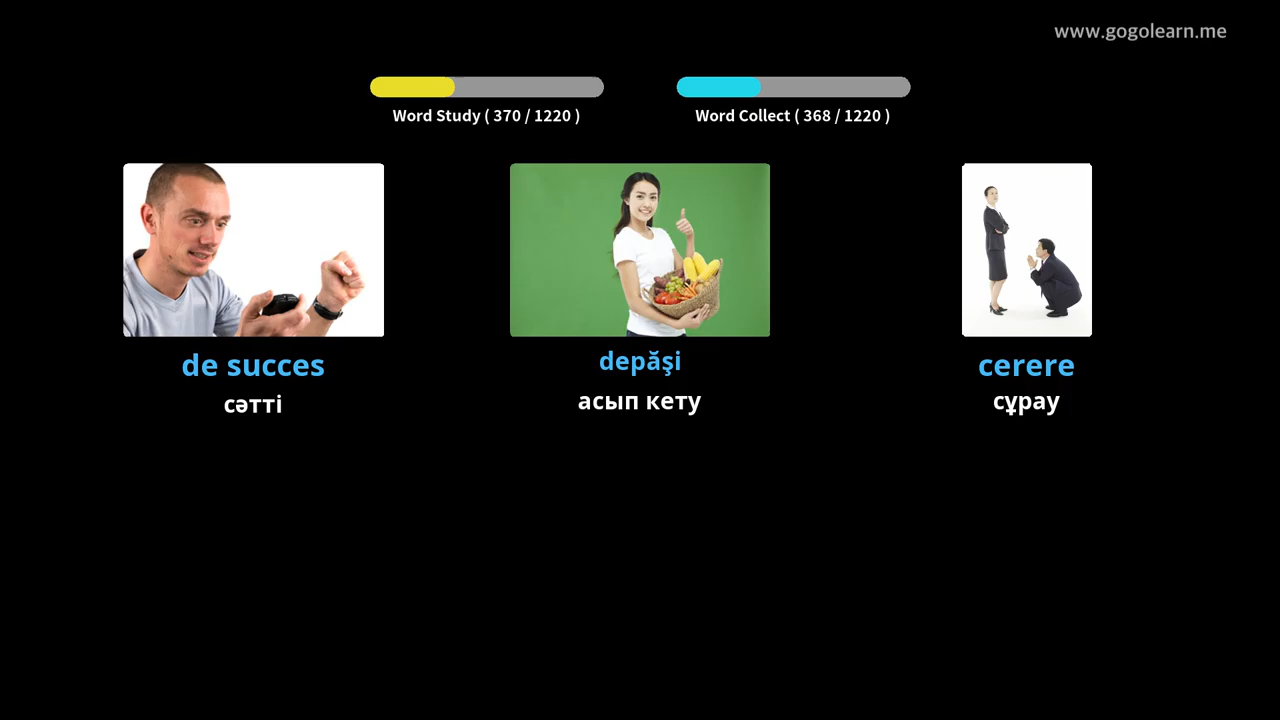 www.gogolearn.me
Word Study ( 370 / 1220 )
Word Collect ( 368 / 1220 )
de succes
depăşi
cerere
сәтті
асып кету
сұрау